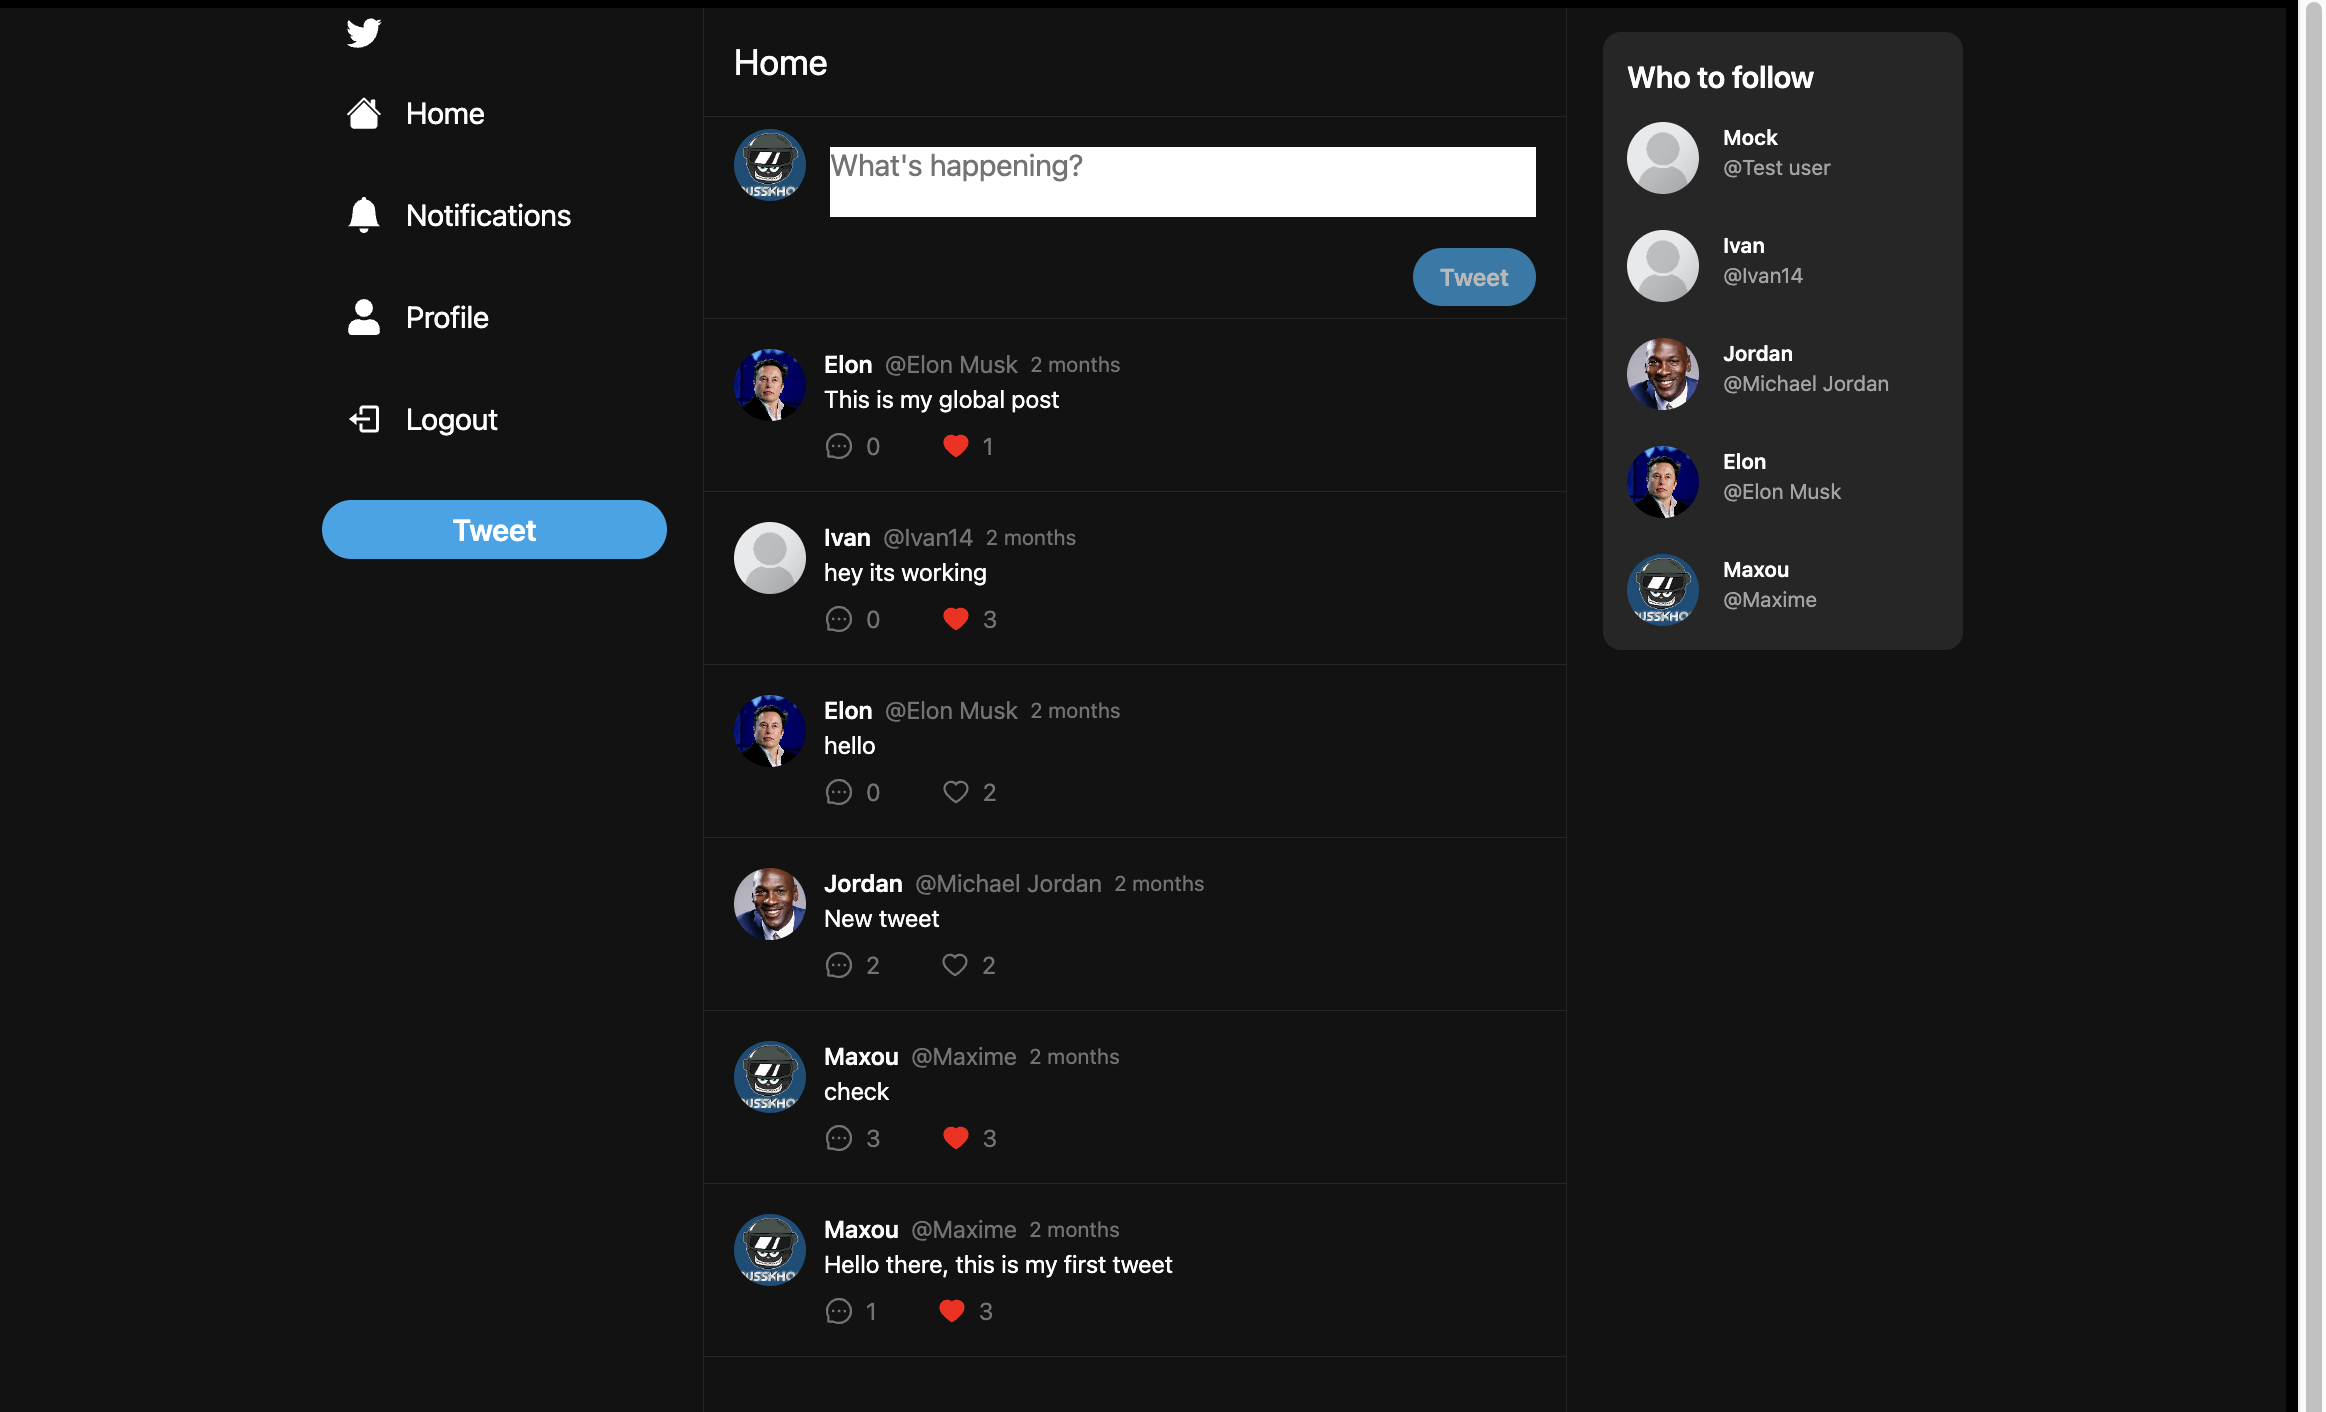 Home
Notifications
Profile
Logout
Tweet
Home
What's happening?
Tweet
Elon @Elon Musk 2 months
This is my global post
0 1
Ivan @Ivan14 2 months
hey its working
0 3
Elon @Elon Musk 2 months
hello
0 2
Jordan @Michael Jordan 2 months
New tweet
2 2
Maxou @Maxime 2 months
check
3 3
Maxou @Maxime 2 months
Hello there, this is my first tweet
1 3
Who to follow
Mock
@Test user
Ivan
@Ivan14
Jordan
@Michael Jordan
Elon
@Elon Musk
Maxou
@Maxime